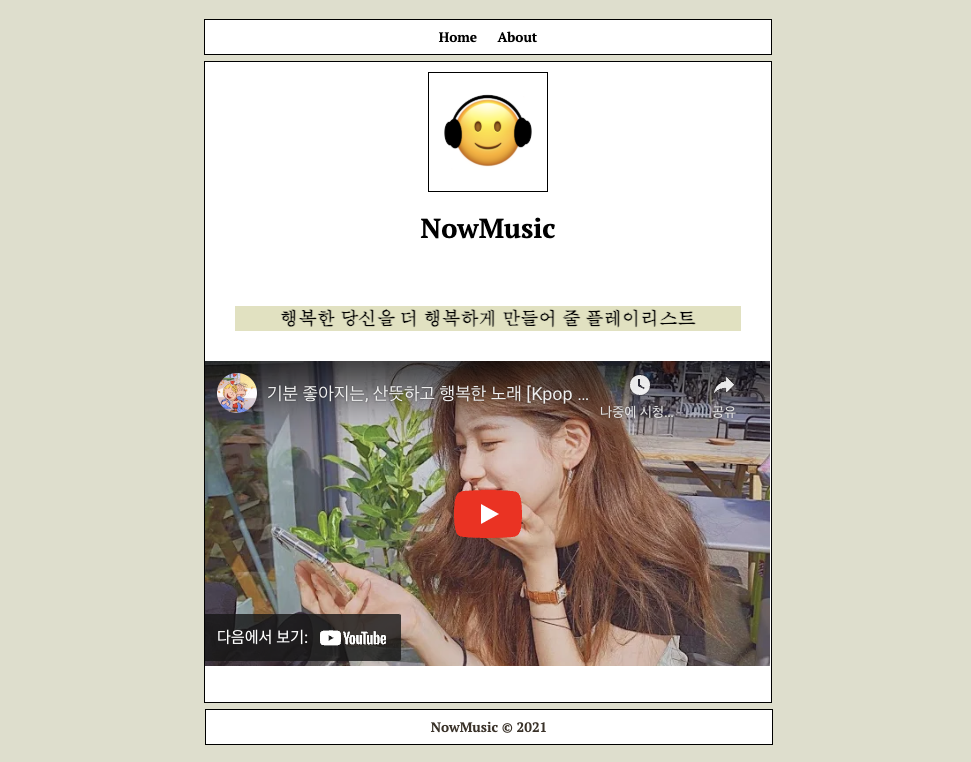 Home About
NowMusic
행복한 당신을 더 행복하게 만들어 줄 플레이리스트
기분 좋아지는, 산뜻하고 행복한 노래 [Kpop ...
나중에 시청... 공유
다음에서 보기: YouTube
NowMusic © 2021